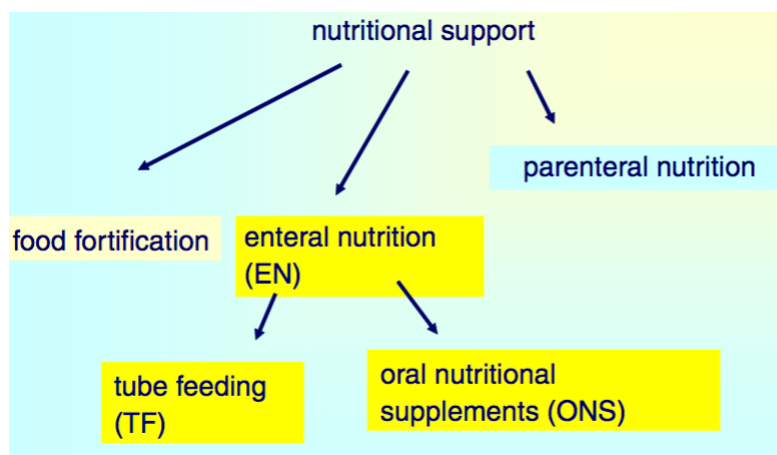 nutritional support
parenteral nutrition
food fortification
enteral nutrition
(EN)
tube feeding
(TF)
oral nutritional
supplements (ONS)